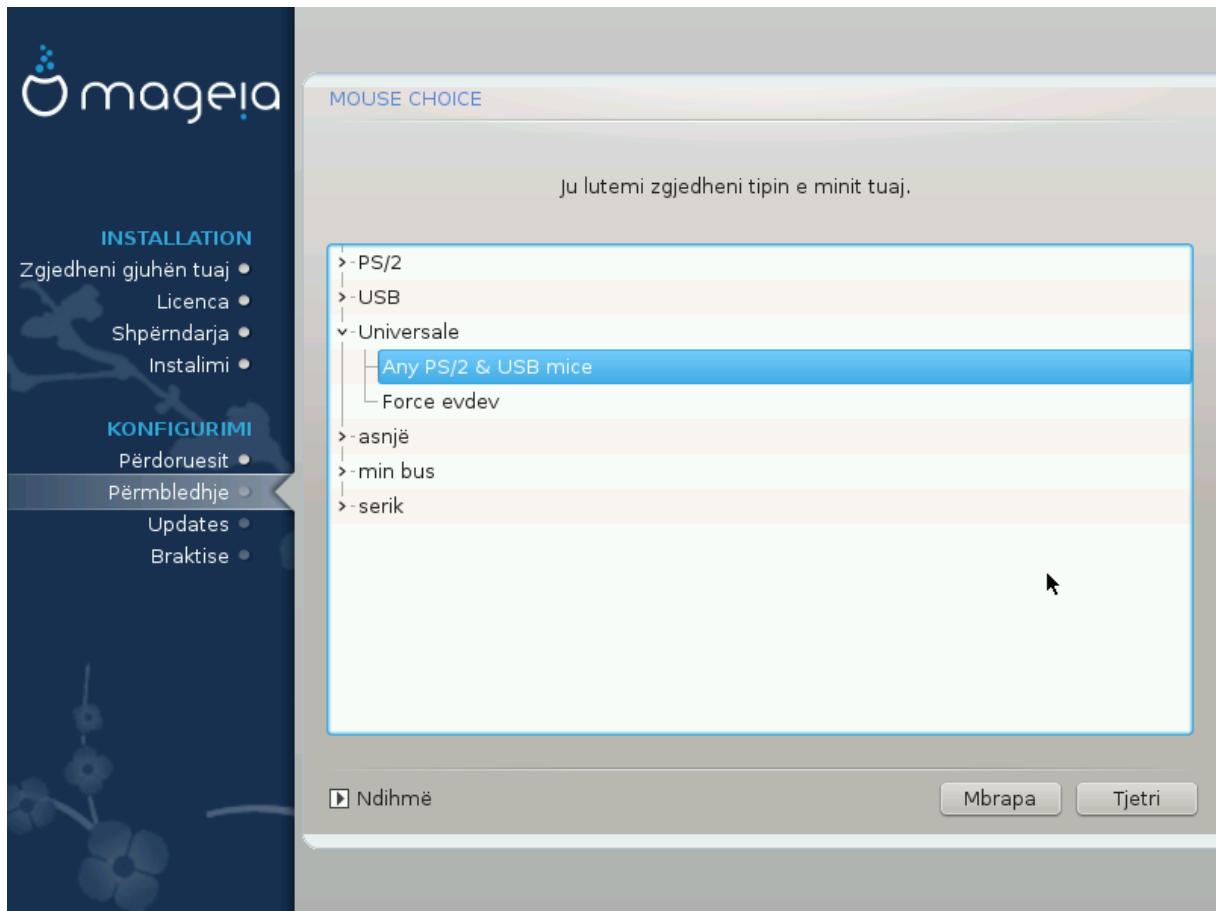 mageia
INSTALLATION
Zgjedheni gjuhën tuaj
Licenca
Shpërndarja
Instalimi
KONFIGURIMI
Përdoruesit
Përmbledhje
Updates
Braktise
MOUSE CHOICE
Ju lutemi zgjedheni tipin e minit tuaj.
PS/2
USB
Universale
Any PS/2 & USB mice
Force evdev
asnjë
min bus
serik
Ndihmë
Mbrapa
Tjetri